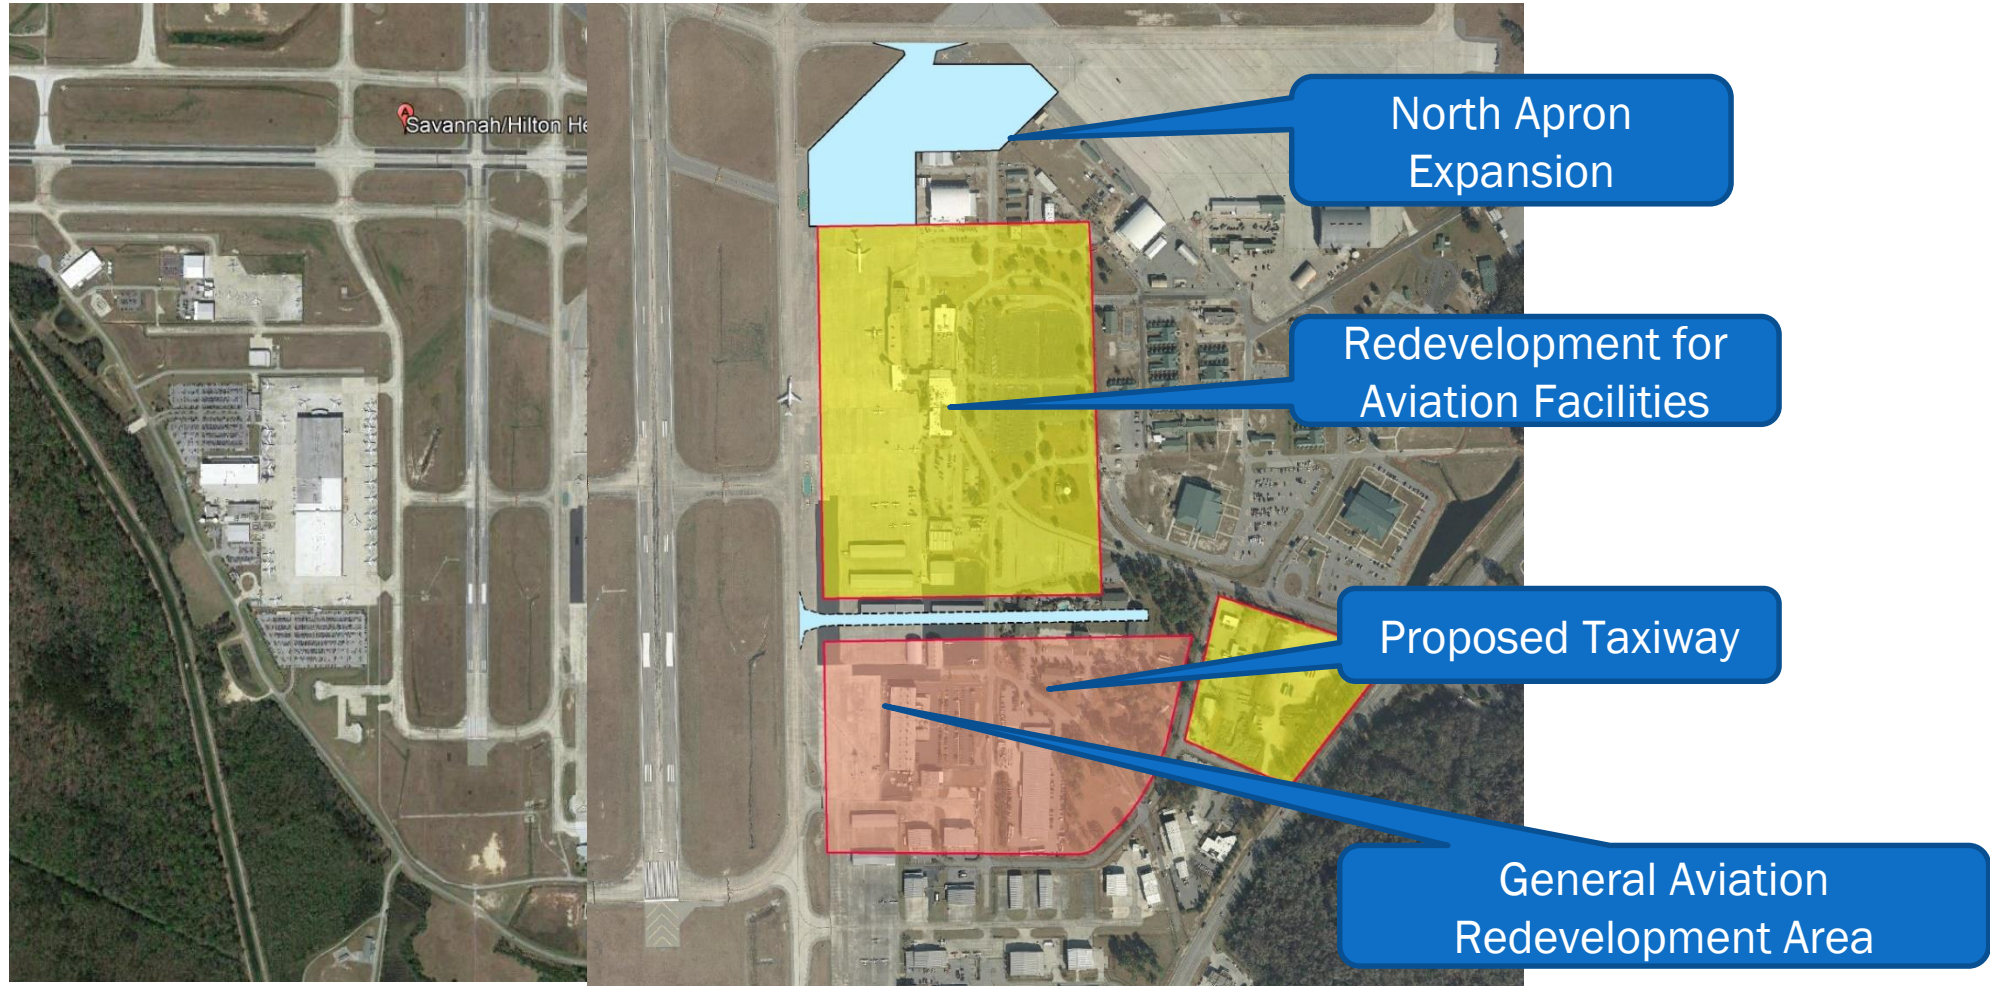 Savannah/Hilton He
North Apron
Expansion
Redevelopment for
Aviation Facilities
Proposed Taxiway
General Aviation
Redevelopment Area